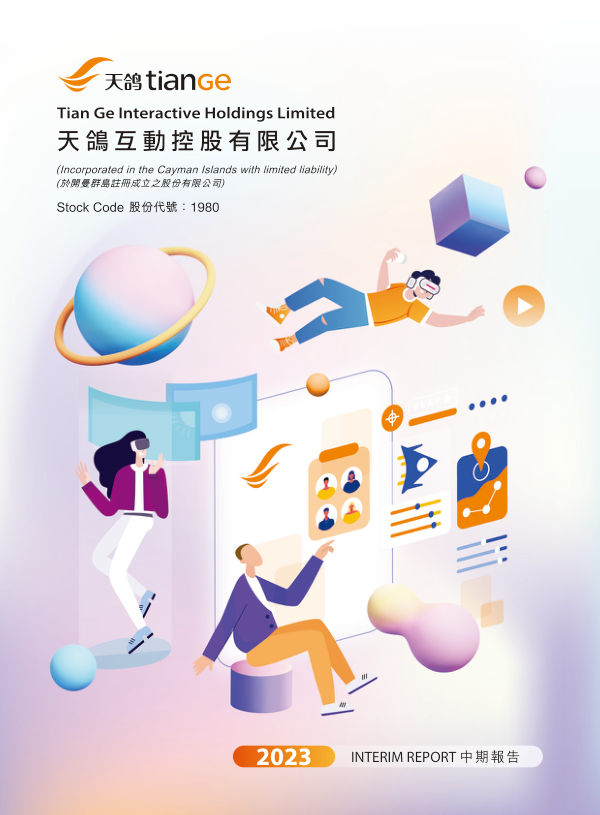 天鴿 tiange
Tian Ge Interactive Holdings Limited
天鴿互動控股有限公司
(Incorporated in the Cayman Islands with limited liability)
(於開曼群島註冊成立之股份有限公司)
Stock Code 股份代號：1980
2023 INTERIM REPORT 中期報告